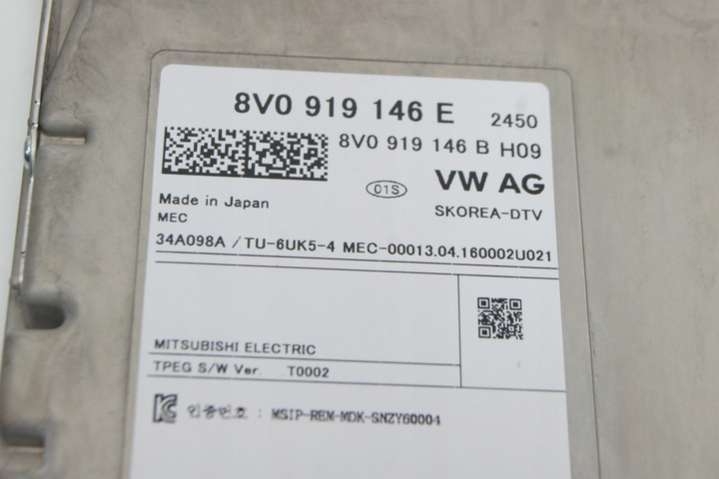 8V0 919 146 E 2450
8V0 919 146 B H09
01S VW AG
Made in Japan SKOREA-DTV
MEC
34A098A / TU-6UK5-4 MEC-00013.04.160002U021
MITSUBISHI ELECTRIC
TPEG S/W Ver. T0002
인증번호 : MSIP-REM-MDK-SNZY60004